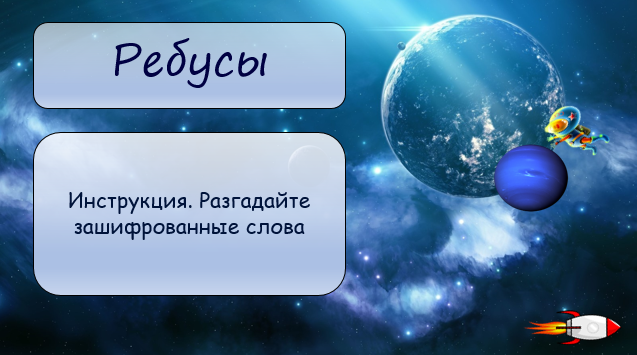 Ребусы
Инструкция. Разгадайте
зашифрованные слова